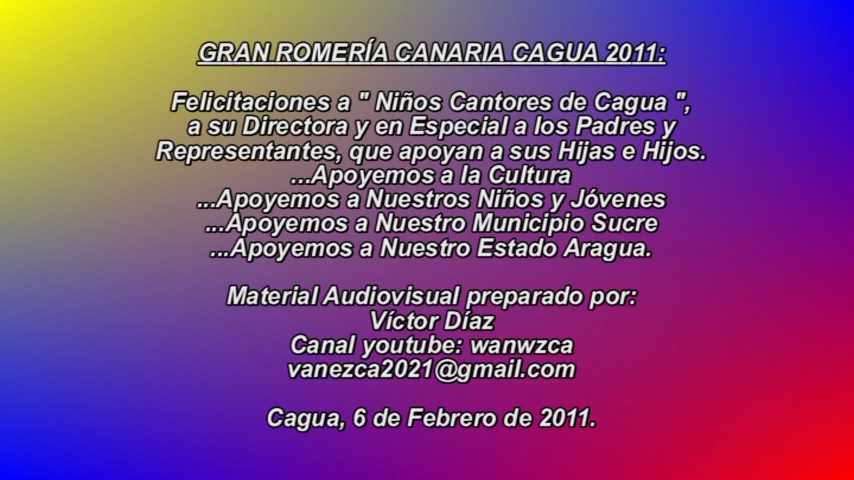 GRAN ROMERÍA CANARIA CAGUA 2011:
Felicitaciones a " Niños Cantores de Cagua ",
a su Directora y en Especial a los Padres y
Representantes, que apoyan a sus Hijas e Hijos.
...Apoyemos a la Cultura
...Apoyemos a Nuestros Niños y Jóvenes
...Apoyemos a Nuestro Municipio Sucre
...Apoyemos a Nuestro Estado Aragua.
Material Audiovisual preparado por:
Víctor Díaz
Canal youtube: wanwzca
vanezca2021@gmail.com
Cagua, 6 de Febrero de 2011.